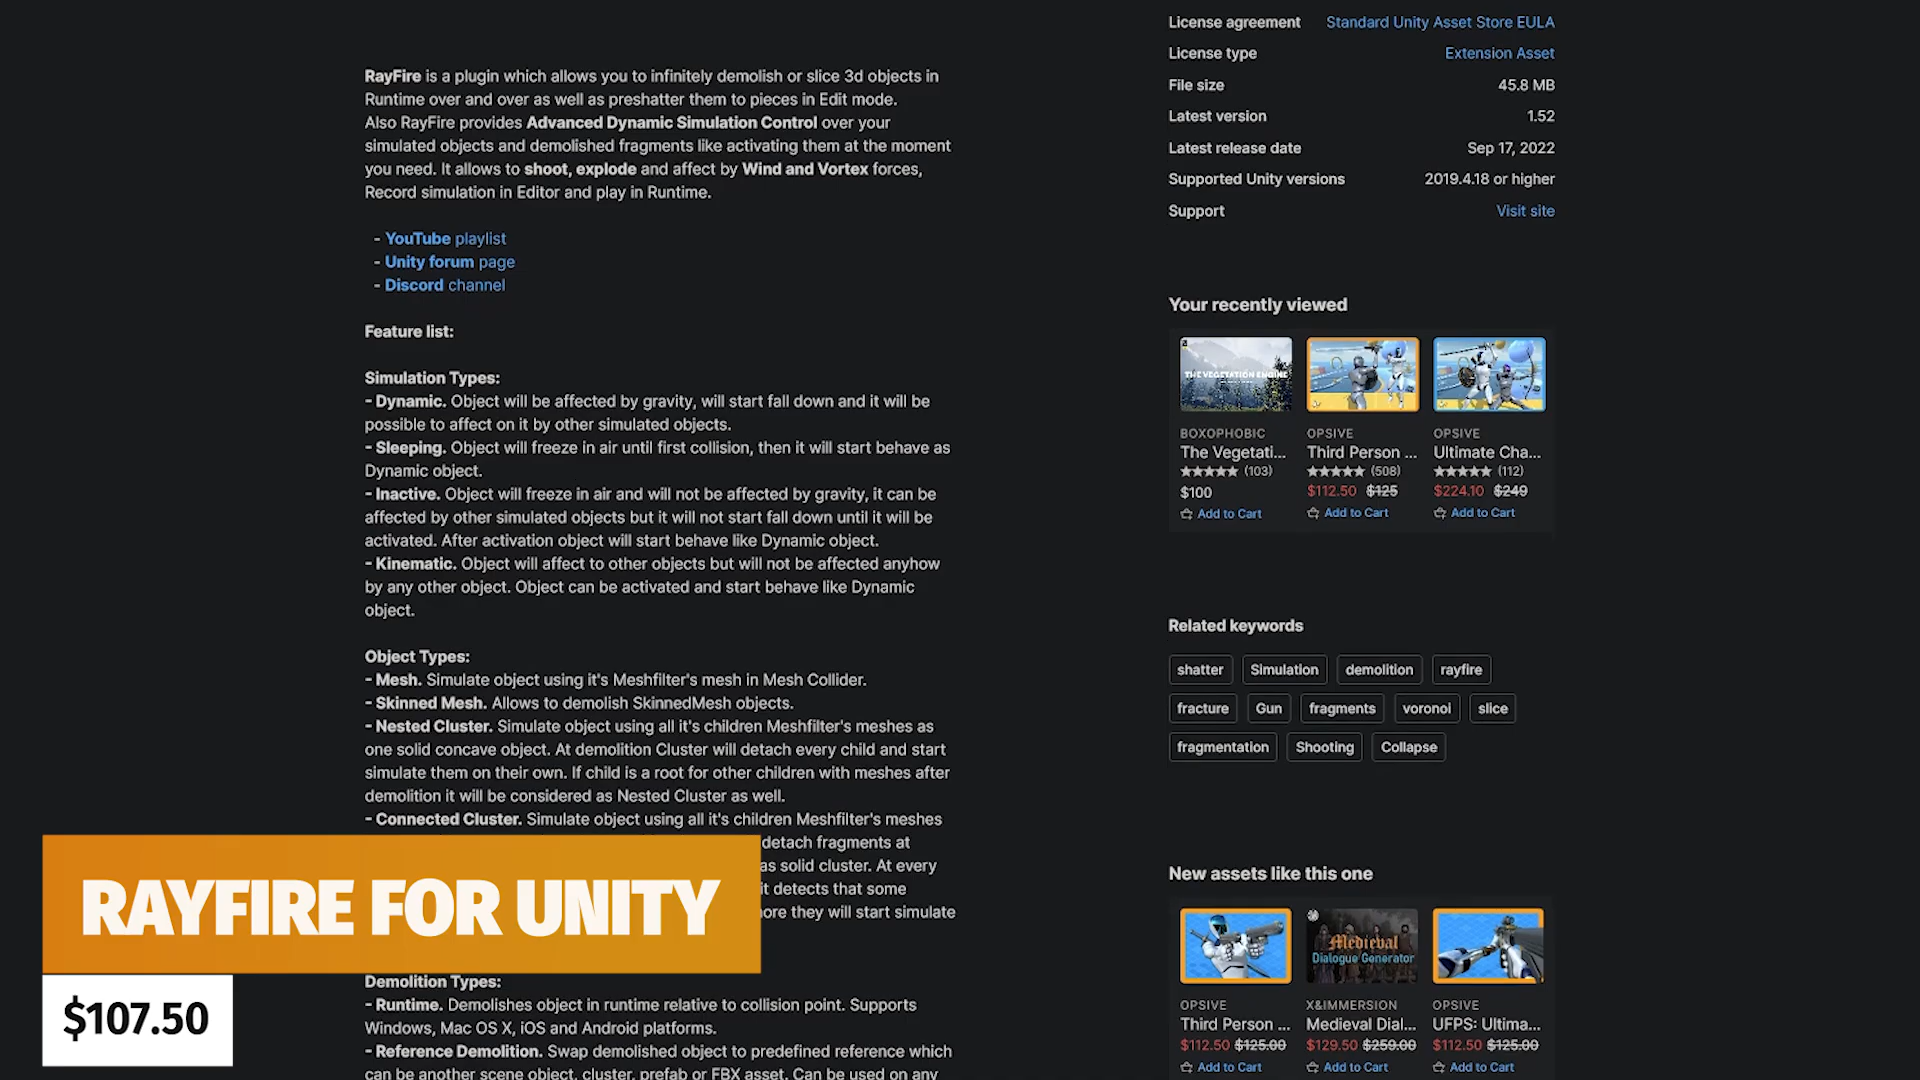 RayFire is a plugin which allows you to infinitely demolish or slice 3d objects in
Runtime over and over as well as preshatter them to pieces in Edit mode.
Also RayFire provides Advanced Dynamic Simulation Control over your
simulated objects and demolished fragments like activating them at the moment
you need. It allows to shoot, explode and affect by Wind and Vortex forces,
Record simulation in Editor and play in Runtime.
- YouTube playlist
- Unity forum page
- Discord channel
Feature list:
Simulation Types:
- Dynamic. Object will be affected by gravity, will start fall down and it will be
possible to affect on it by other simulated objects.
- Sleeping. Object will freeze in air until first collision, then it will start behave as
Dynamic object.
- Inactive. Object will freeze in air and will not be affected by gravity, it can be
affected by other simulated objects but it will not start fall down until it will be
activated. After activation object will start behave like Dynamic object.
- Kinematic. Object will affect to other objects but will not be affected anyhow
by any other object. Object can be activated and start behave like Dynamic
object.
Object Types:
- Mesh. Simulate object using it's Meshfilter's mesh in Mesh Collider.
- Skinned Mesh. Allows to demolish SkinnedMesh objects.
- Nested Cluster. Simulate object using all it's children Meshfilter's meshes as
one solid concave object. At demolition Cluster will detach every child and start
simulate them on their own. If child is a root for other children with meshes after
demolition it will be considered as Nested Cluster as well.
- Connected Cluster. Simulate object using all it's children Meshfilter's meshes
detach fragments at
as solid cluster. At every
it detects that some
they will start simulate
RAYFIRE FOR UNITY
$107.50
Demolition Types:
- Runtime. Demolishes object in runtime relative to collision point. Supports
Windows, Mac OS X, iOS and Android platforms.
- Reference Demolition. Swap demolished object to predefined reference which
can be another scene object, cluster, prefab or FBX asset. Can be used on any
License agreement Standard Unity Asset Store EULA
License type Extension Asset
File size 45.8 MB
Latest version 1.52
Latest release date Sep 17, 2022
Supported Unity versions 2019.4.18 or higher
Support Visit site
Your recently viewed
THE VEGETATION ENGINE
BOXOPHOBIC OPSIVE OPSIVE
The Vegetati... Third Person ... Ultimate Cha...
(103) (508) (112)
$100 $112.50 $125 $224.10 $249
Add to Cart Add to Cart Add to Cart
Related keywords
shatter Simulation demolition rayfire
fracture Gun fragments voronoi slice
fragmentation Shooting Collapse
New assets like this one
Medieval
Dialogue Generator
OPSIVE X&IMMERSION OPSIVE
Third Person ... Medieval Dial... UFPS: Ultima...
$112.50 $125.00 $129.50 $259.00 $112.50 $125.00
Add to Cart Add to Cart Add to Cart